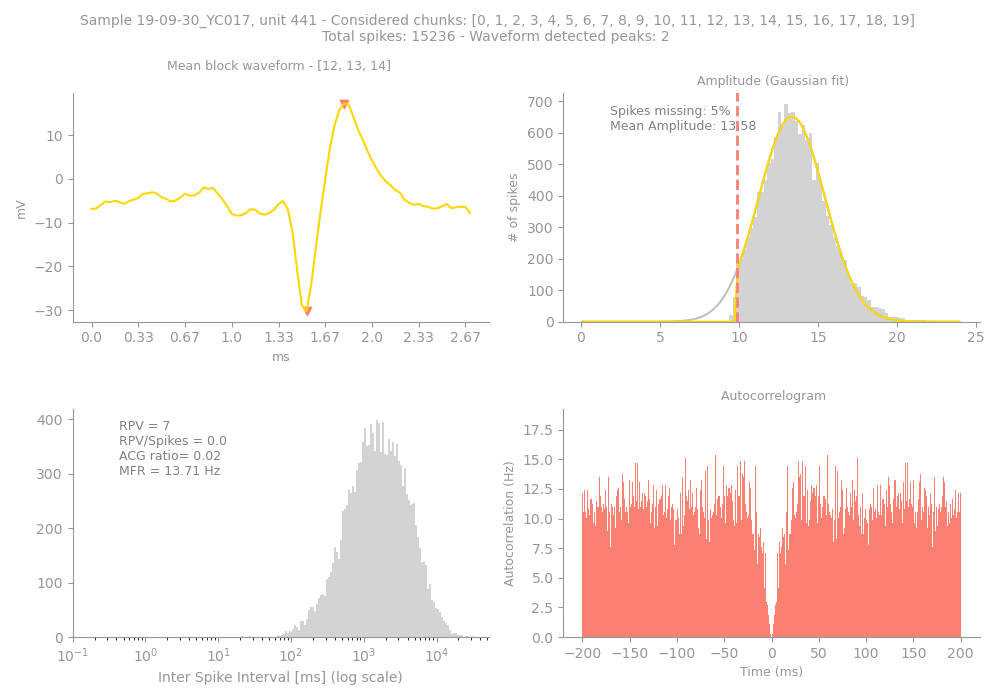 Sample 19-09-30_YC017, unit 441 - Considered chunks: [0, 1, 2, 3, 4, 5, 6, 7, 8, 9, 10, 11, 12, 13, 14, 15, 16, 17, 18, 19]
Total spikes: 15236 - Waveform detected peaks: 2
Mean block waveform - [12, 13, 14]
10
0
−10
−20
−30
mV
0.0 0.33 0.67 1.0 1.33 1.67 2.0 2.33 2.67
ms
Amplitude (Gaussian fit)
Spikes missing: 5%
Mean Amplitude: 13.58
700
600
500
400
300
200
100
0
# of spikes
0 5 10 15 20 25
RPV = 7
RPV/Spikes = 0.0
ACG ratio= 0.02
MFR = 13.71 Hz
400
300
200
100
0
10⁻¹ 10⁰ 10¹ 10² 10³ 10⁴
Inter Spike Interval [ms] (log scale)
Autocorrelogram
17.5
15.0
12.5
10.0
7.5
5.0
2.5
0.0
Autocorrelation (Hz)
−200 −150 −100 −50 0 50 100 150 200
Time (ms)